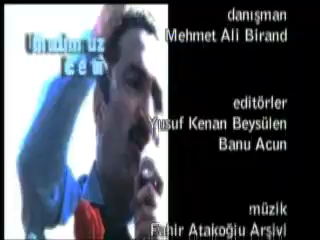 danışman
Mehmet Ali Birand
editörler
Yusuf Kenan Beysülen
Banu Acun
müzik
Fahir Atakoğlu Arşivi